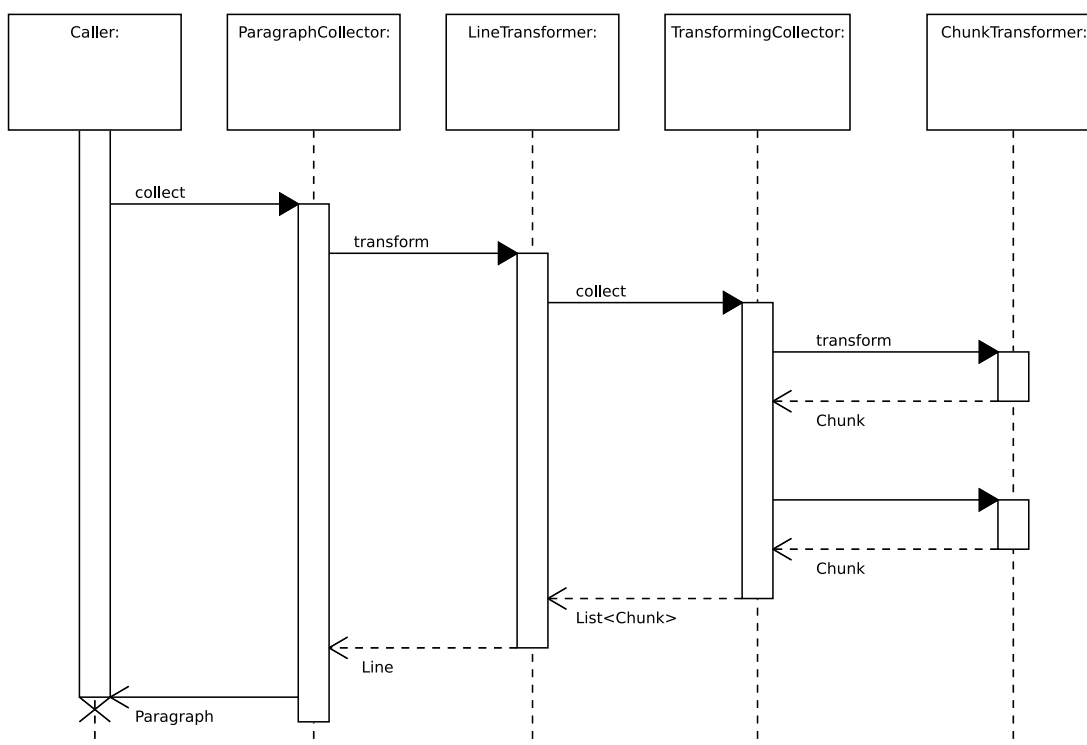 Caller:
ParagraphCollector:
LineTransformer:
TransformingCollector:
ChunkTransformer:
collect
transform
collect
transform
Chunk
Chunk
List<Chunk>
Line
Paragraph